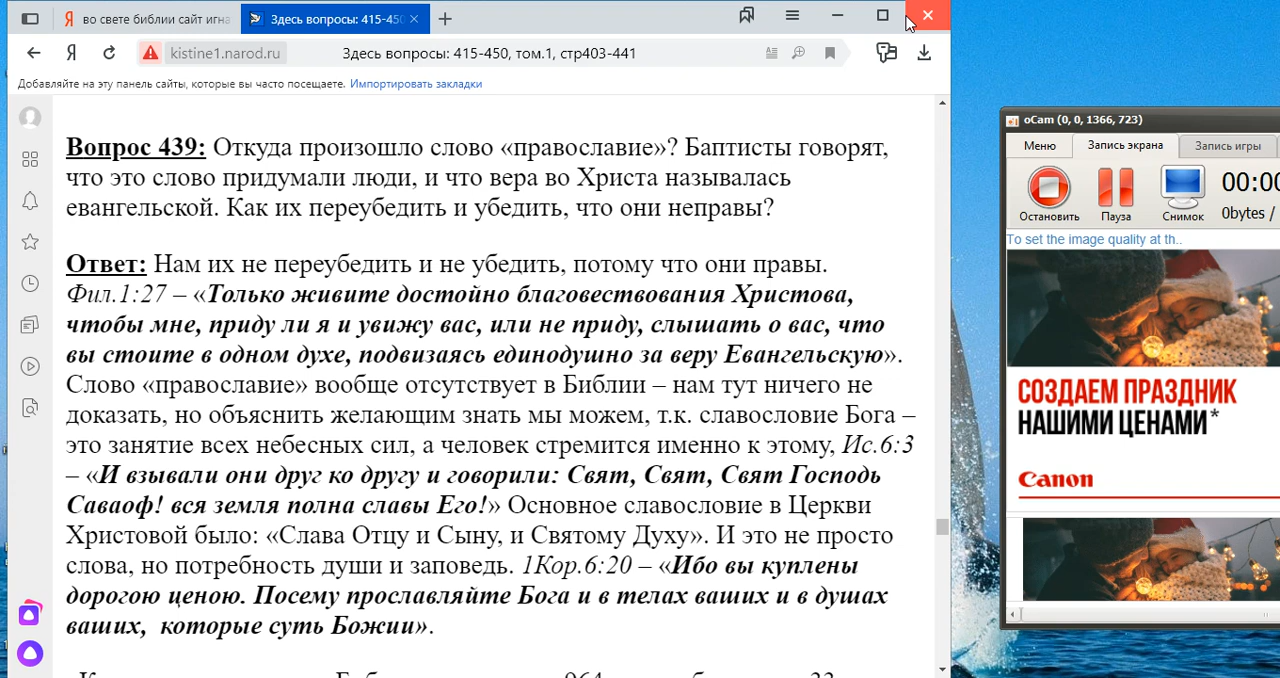 во свете библии сайт игна
Здесь вопросы: 415-450
kistine1.narod.ru
Здесь вопросы: 415-450, том.1, стр403-441
Добавляйте на эту панель сайты, которые вы часто посещаете. Импортировать закладки
Вопрос 439: Откуда произошло слово «православие»? Баптисты говорят,
что это слово придумали люди, и что вера во Христа называлась
евангельской. Как их переубедить и убедить, что они неправы?
Ответ: Нам их не переубедить и не убедить, потому что они правы.
Фил.1:27 – «Только живите достойно благовествования Христова,
чтобы мне, приду ли я и увижу вас, или не приду, слышать о вас, что
вы стоите в одном духе, подвизаясь единодушно за веру Евангельскую».
Слово «православие» вообще отсутствует в Библии – нам тут ничего не
доказать, но объяснить желающим знать мы можем, т.к. славословие Бога –
это занятие всех небесных сил, а человек стремится именно к этому, Ис.6:3
– «И взывали они друг ко другу и говорили: Свят, Свят, Свят Господь
Саваоф! вся земля полна славы Его!» Основное славословие в Церкви
Христовой было: «Слава Отцу и Сыну, и Святому Духу». И это не просто
слова, но потребность души и заповедь. 1Кор.6:20 – «Ибо вы куплены
дорогою ценою. Посему прославляйте Бога и в телах ваших и в душах
ваших, которые суть Божии».
oCam (0, 0, 1366, 723)
Меню Запись экрана Запись игры
00:00
Остановить Пауза Снимок 0bytes /
To set the image quality at th..
СОЗДАЕМ ПРАЗДНИК
НАШИМИ ЦЕНАМИ*
Canon